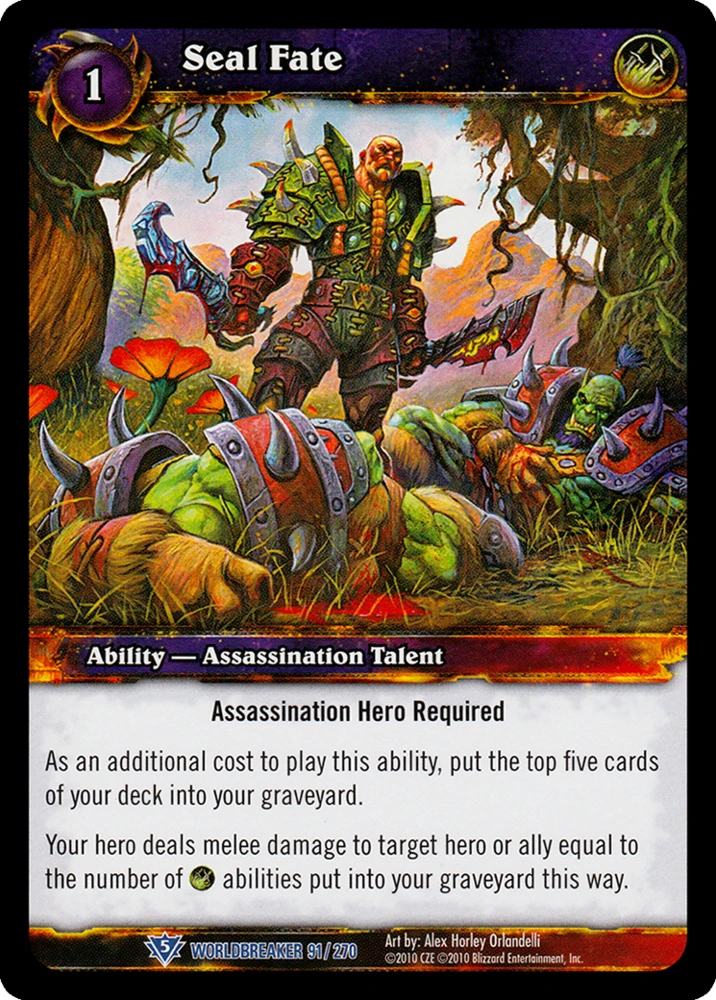 1
Seal Fate
Ability — Assassination Talent
Assassination Hero Required
As an additional cost to play this ability, put the top five cards
of your deck into your graveyard.
Your hero deals melee damage to target hero or ally equal to
the number of abilities put into your graveyard this way.
5
WORLDBREAKER 91/270
Art by: Alex Horley Orlandelli
©2010 CZE ©2010 Blizzard Entertainment, Inc.